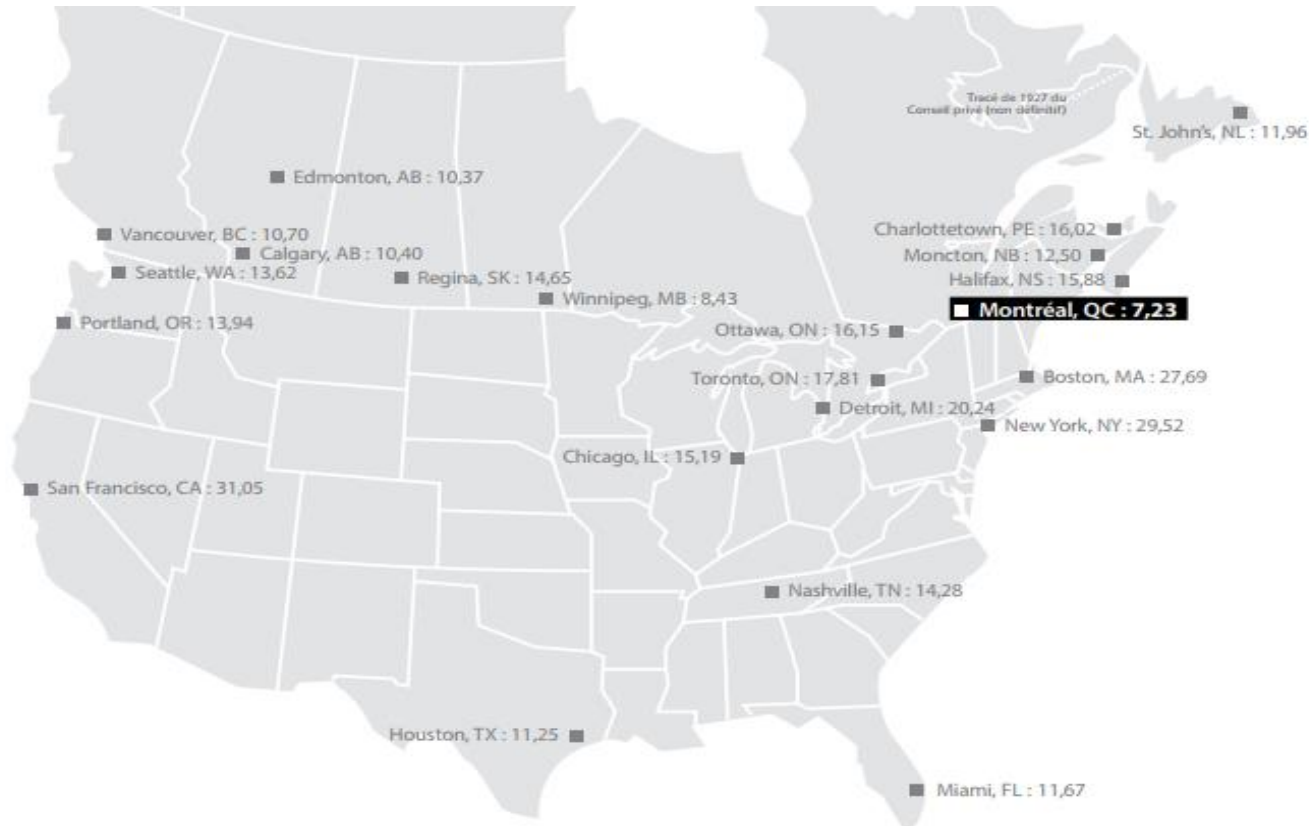 Tracé de 1927 du
Conseil privé (non définitif)
St. John's, NL : 11,96
Edmonton, AB : 10,37
Vancouver, BC : 10,70
Charlottetown, PE : 16,02
Calgary, AB : 10,40
Moncton, NB : 12,50
Seattle, WA : 13,62
Regina, SK : 14,65
Halifax, NS : 15,88
Winnipeg, MB : 8,43
Montréal, QC : 7,23
Portland, OR : 13,94
Ottawa, ON : 16,15
Toronto, ON : 17,81
Boston, MA : 27,69
Detroit, MI : 20,24
New York, NY : 29,52
Chicago, IL : 15,19
San Francisco, CA : 31,05
Nashville, TN : 14,28
Houston, TX : 11,25
Miami, FL : 11,67